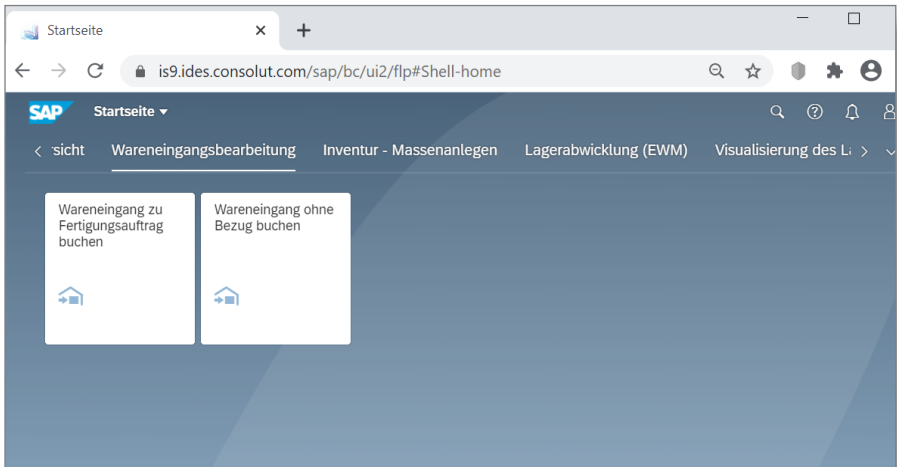 Startseite
is9.ides.consolut.com/sap/bc/ui2/flp#Shell-home
SAP Startseite
rsicht Wareneingangsbearbeitung Inventur - Massenanlegen Lagerabwicklung (EWM) Visualisierung des La
Wareneingang zu
Fertigungsauftrag
buchen
Wareneingang ohne
Bezug buchen